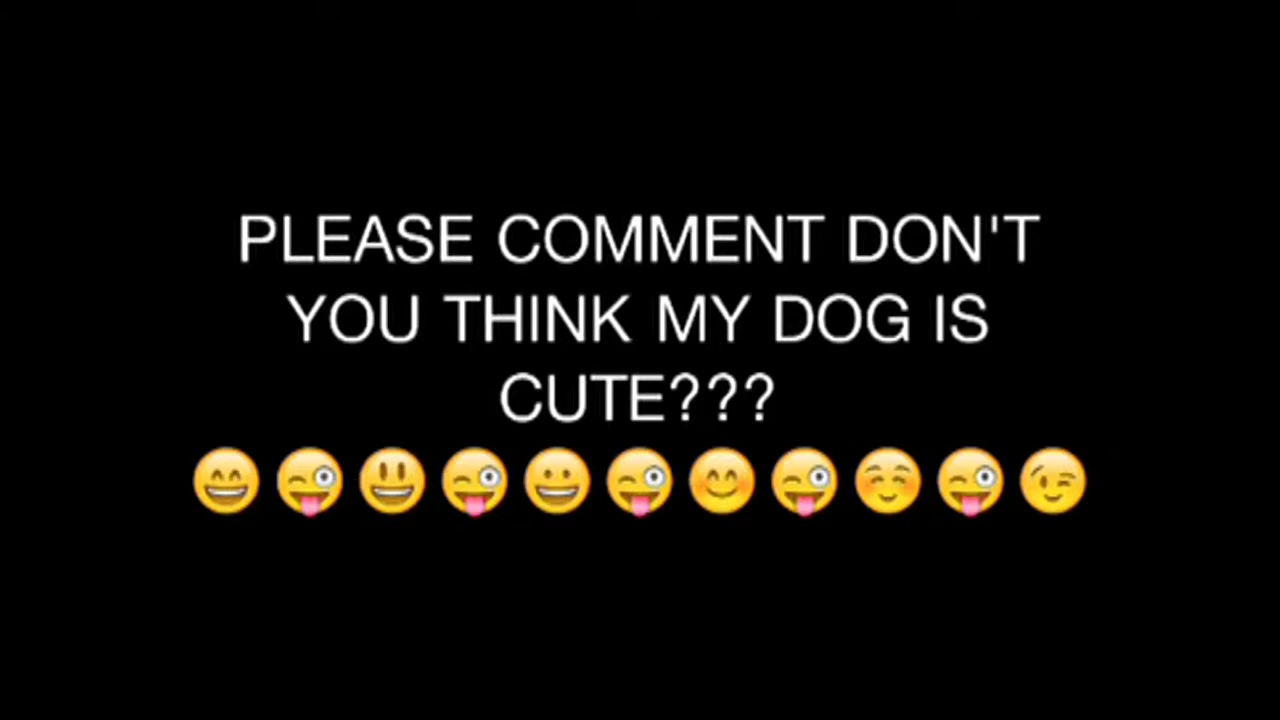 PLEASE COMMENT DON'T
YOU THINK MY DOG IS
CUTE???
😄😜😃😜😀😜😊😜☺️😜😉